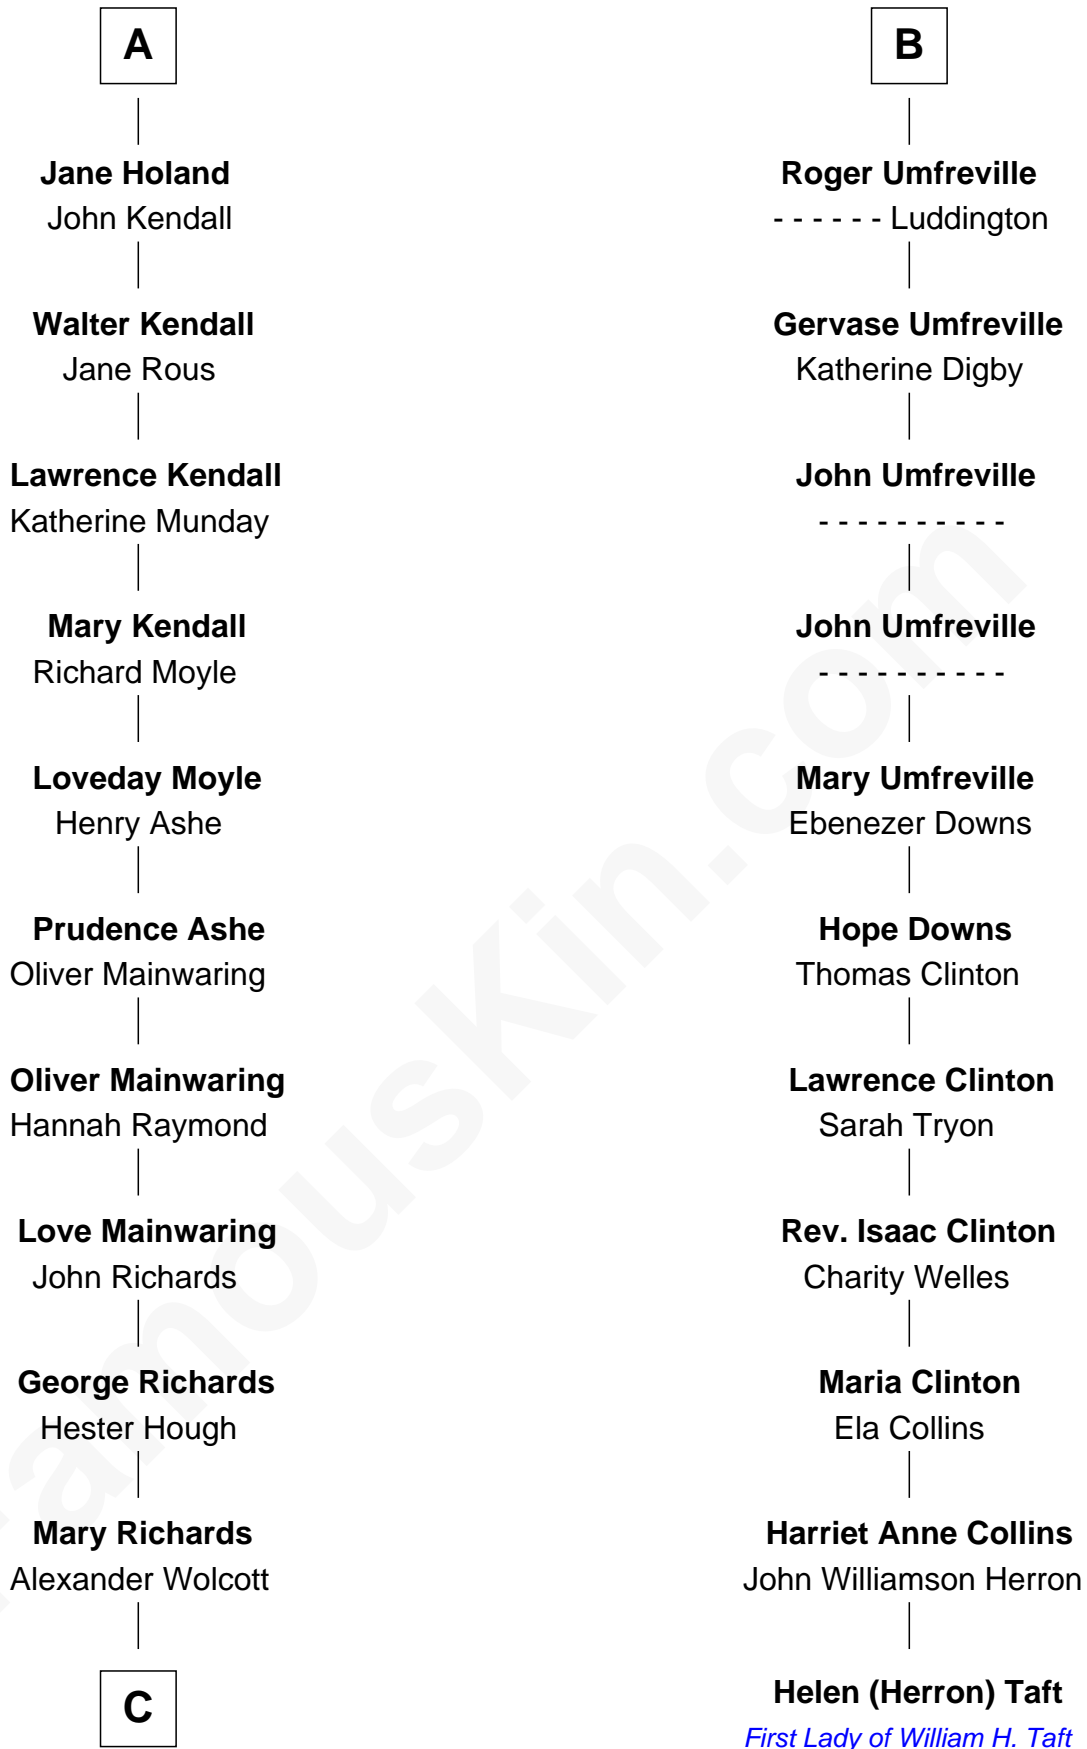 A
Jane Holand
John Kendall
Walter Kendall
Jane Rous
Lawrence Kendall
Katherine Munday
Mary Kendall
Richard Moyle
Loveday Moyle
Henry Ashe
Prudence Ashe
Oliver Mainwaring
Oliver Mainwaring
Hannah Raymond
Love Mainwaring
John Richards
George Richards
Hester Hough
Mary Richards
Alexander Wolcott
C
B
Roger Umfreville
- - - - - - Luddington
Gervase Umfreville
Katherine Digby
John Umfreville
- - - - - - - - - -
John Umfreville
- - - - - - - - - -
Mary Umfreville
Ebenezer Downs
Hope Downs
Thomas Clinton
Lawrence Clinton
Sarah Tryon
Rev. Isaac Clinton
Charity Welles
Maria Clinton
Ela Collins
Harriet Anne Collins
John Williamson Herron
Helen (Herron) Taft
First Lady of William H. Taft
FamousKin.com